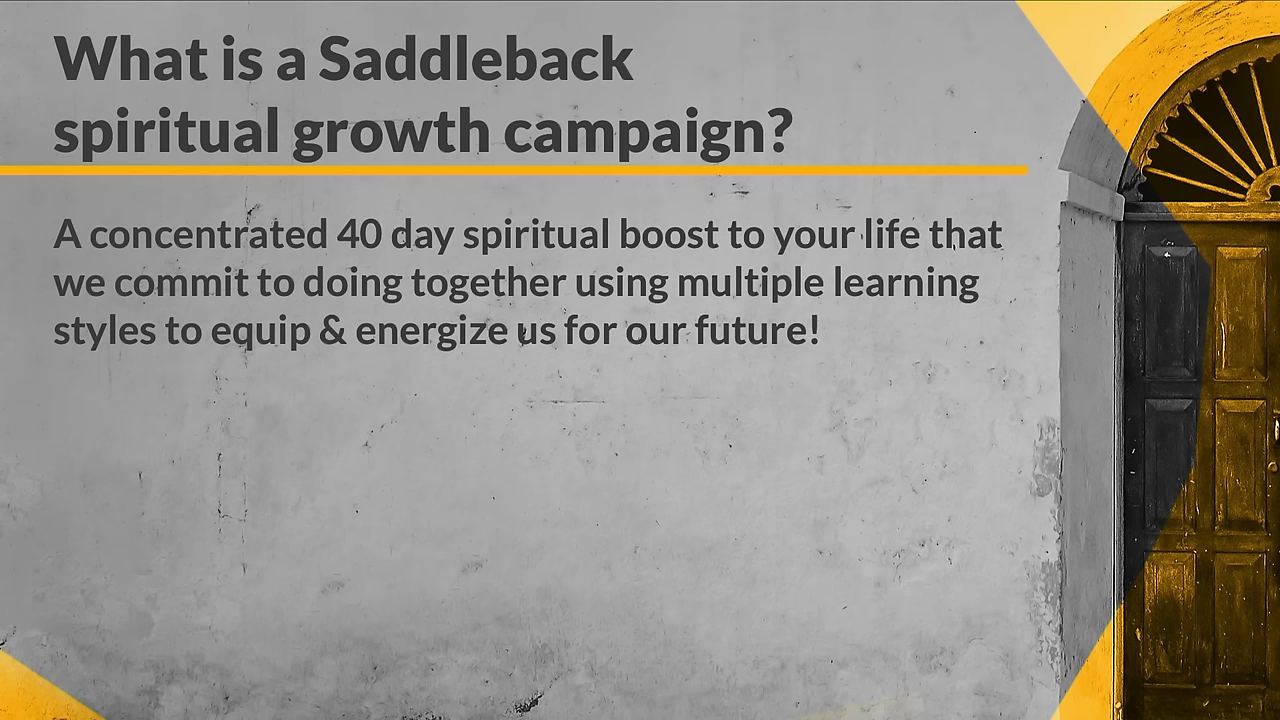 What is a Saddleback
spiritual growth campaign?
A concentrated 40 day spiritual boost to your life that
we commit to doing together using multiple learning
styles to equip & energize us for our future!